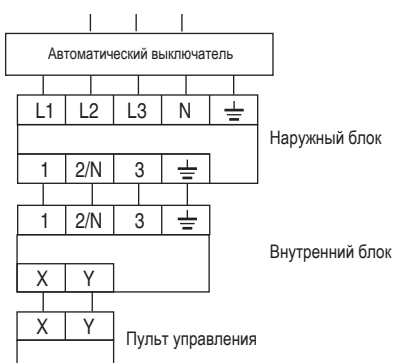 Автоматический выключатель
L1 L2 L3 N
Наружный блок
1 2/N 3
1 2/N 3
Внутренний блок
X Y
X Y
Пульт управления